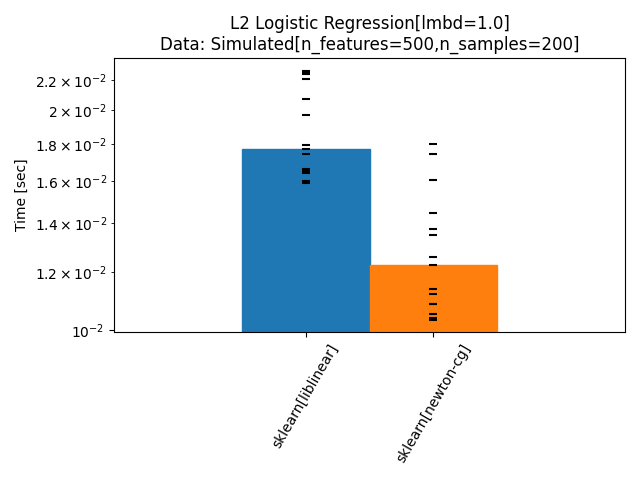 L2 Logistic Regression[lmbd=1.0]
Data: Simulated[n_features=500,n_samples=200]
Time [sec]
2.2 × 10⁻²
2 × 10⁻²
1.8 × 10⁻²
1.6 × 10⁻²
1.4 × 10⁻²
1.2 × 10⁻²
10⁻²
sklearn[liblinear]
sklearn[newton-cg]